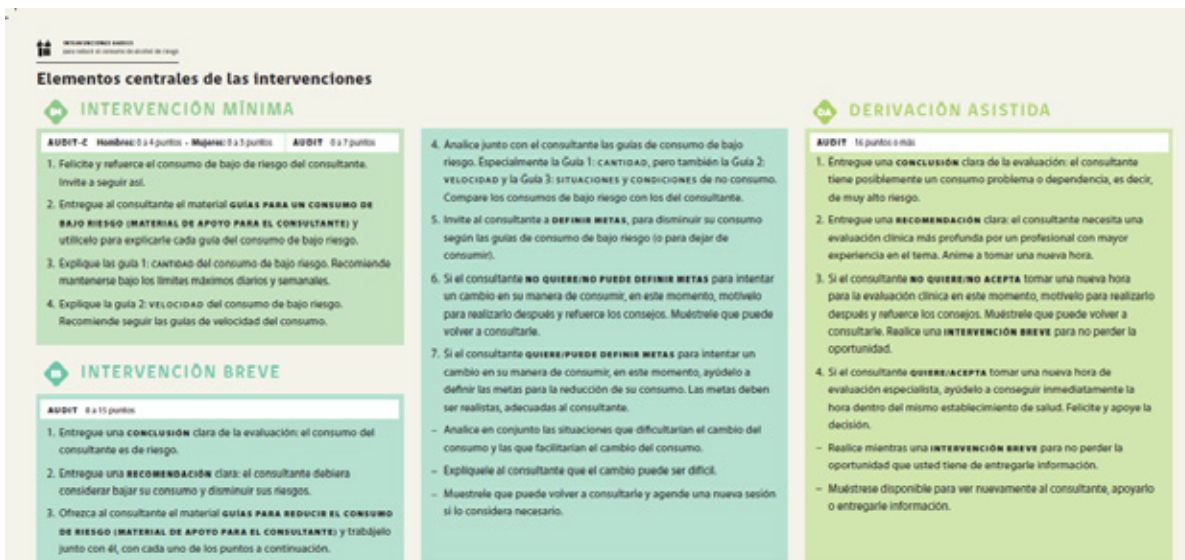 INTERVENCIONES BREVES
para reducir el consumo de alcohol de riesgo
Elementos centrales de las intervenciones
INTERVENCIÓN MÍNIMA
AUDIT-C Hombres: 0 a 4 puntos - Mujeres: 0 a 3 puntos AUDIT 0 a 7 puntos
1. Felicite y refuerce el consumo de bajo de riesgo del consultante.
Invite a seguir así.
2. Entregue al consultante el material GUÍAS PARA UN CONSUMO DE
BAJO RIESGO (MATERIAL DE APOYO PARA EL CONSULTANTE) y
utilícelo para explicarle cada guía del consumo de bajo riesgo.
3. Explique las guía 1: CANTIDAD del consumo de bajo riesgo. Recomiende
mantenerse bajo los límites máximos diarios y semanales.
4. Explique la guía 2: VELOCIDAD del consumo de bajo riesgo.
Recomiende seguir las guías de velocidad del consumo.
INTERVENCIÓN BREVE
AUDIT 8 a 15 puntos
1. Entregue una CONCLUSIÓN clara de la evaluación: el consumo del
consultante es de riesgo.
2. Entregue una RECOMENDACIÓN clara: el consultante debiera
considerar bajar su consumo y disminuir sus riesgos.
3. Ofrezca al consultante el material GUÍAS PARA REDUCIR EL CONSUMO
DE RIESGO (MATERIAL DE APOYO PARA EL CONSULTANTE) y trabájelo
junto con él, con cada uno de los puntos a continuación.
4. Analice junto con el consultante las guías de consumo de bajo
riesgo. Especialmente la Guía 1: CANTIDAD, pero también la Guía 2:
VELOCIDAD y la Guía 3: SITUACIONES y CONDICIONES de no consumo.
Compare los consumos de bajo riesgo con los del consultante.
5. Invite al consultante a DEFINIR METAS, para disminuir su consumo
según las guías de consumo de bajo riesgo (o para dejar de
consumir).
6. Si el consultante NO QUIERE/NO PUEDE DEFINIR METAS para intentar
un cambio en su manera de consumir, en este momento, motívelo
para realizarlo después y refuerce los consejos. Muéstrele que puede
volver a consultarle.
7. Si el consultante QUIERE/PUEDE DEFINIR METAS para intentar un
cambio en su manera de consumir, en este momento, ayúdelo a
definir las metas para la reducción de su consumo. Las metas deben
ser realistas, adecuadas al consultante.
– Analice en conjunto las situaciones que dificultarían el cambio del
consumo y las que facilitarían el cambio del consumo.
– Explíquele al consultante que el cambio puede ser difícil.
– Muestrele que puede volver a consultarle y agende una nueva sesión
si lo considera necesario.
DA DERIVACIÓN ASISTIDA
AUDIT 16 puntos o más
1. Entregue una CONCLUSIÓN clara de la evaluación: el consultante
tiene posiblemente un consumo problema o dependencia, es decir,
de muy alto riesgo.
2. Entregue una RECOMENDACIÓN clara: el consultante necesita una
evaluación clínica más profunda por un profesional con mayor
experiencia en el tema. Anime a tomar una nueva hora.
3. Si el consultante NO QUIERE/NO ACEPTA tomar una nueva hora
para la evaluación clínica en este momento, motívelo para realizarlo
después y refuerce los consejos. Muéstrele que puede volver a
consultarle. Realice una INTERVENCIÓN BREVE para no perder la
oportunidad.
4. Si el consultante QUIERE/ACEPTA tomar una nueva hora de
evaluación especialista, ayúdelo a conseguir inmediatamente la
hora dentro del mismo establecimiento de salud. Felicite y apoye la
decisión.
– Realice mientras una INTERVENCIÓN BREVE para no perder la
oportunidad que usted tiene de entregarle información.
– Muéstrese disponible para ver nuevamente al consultante, apoyarlo
o entregarle información.